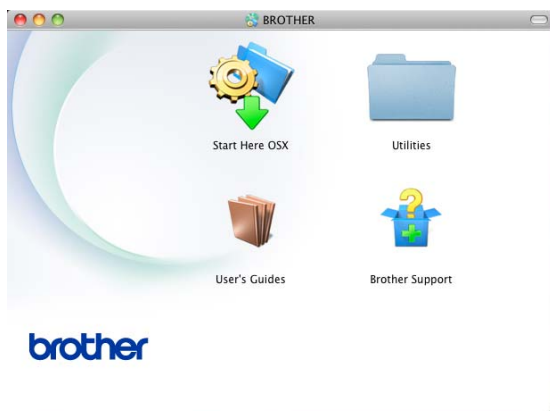 BROTHER
Start Here OSX
Utilities
User's Guides
Brother Support
brother